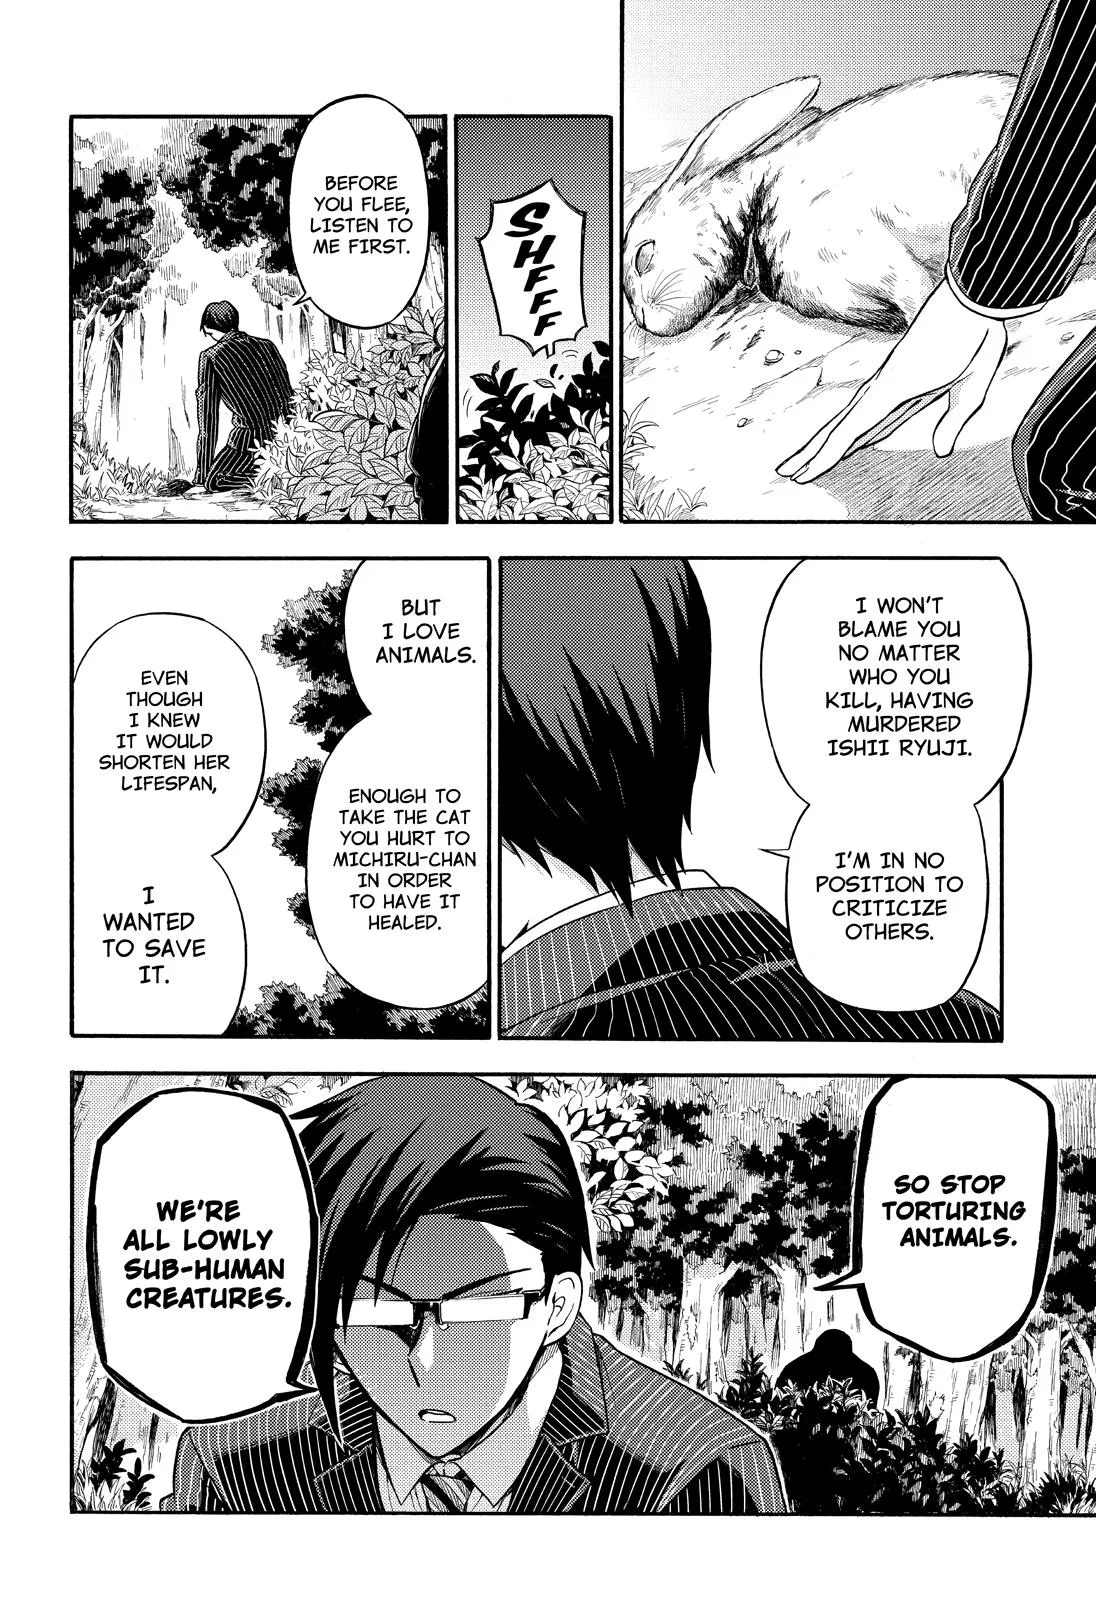 SHFFF
BEFORE
YOU FLEE,
LISTEN TO
ME FIRST.
I WON'T
BLAME YOU
NO MATTER
WHO YOU
KILL, HAVING
MURDERED
ISHII RYUJI.
I'M IN NO
POSITION TO
CRITICIZE
OTHERS.
BUT
I LOVE
ANIMALS.
ENOUGH TO
TAKE THE CAT
YOU HURT TO
MICHIRU-CHAN
IN ORDER
TO HAVE IT
HEALED.
EVEN
THOUGH
I KNEW
IT WOULD
SHORTEN HER
LIFESPAN,
I
WANTED
TO SAVE
IT.
SO STOP
TORTURING
ANIMALS.
WE'RE
ALL LOWLY
SUB-HUMAN
CREATURES.